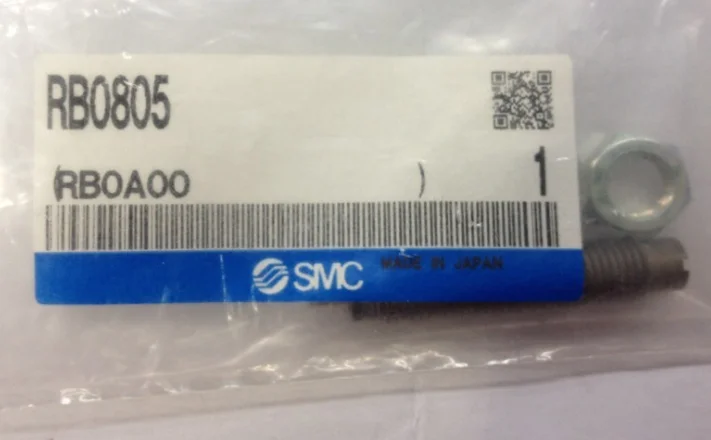 RB0805
(RB0A00 ) 1
SMC MADE IN JAPAN